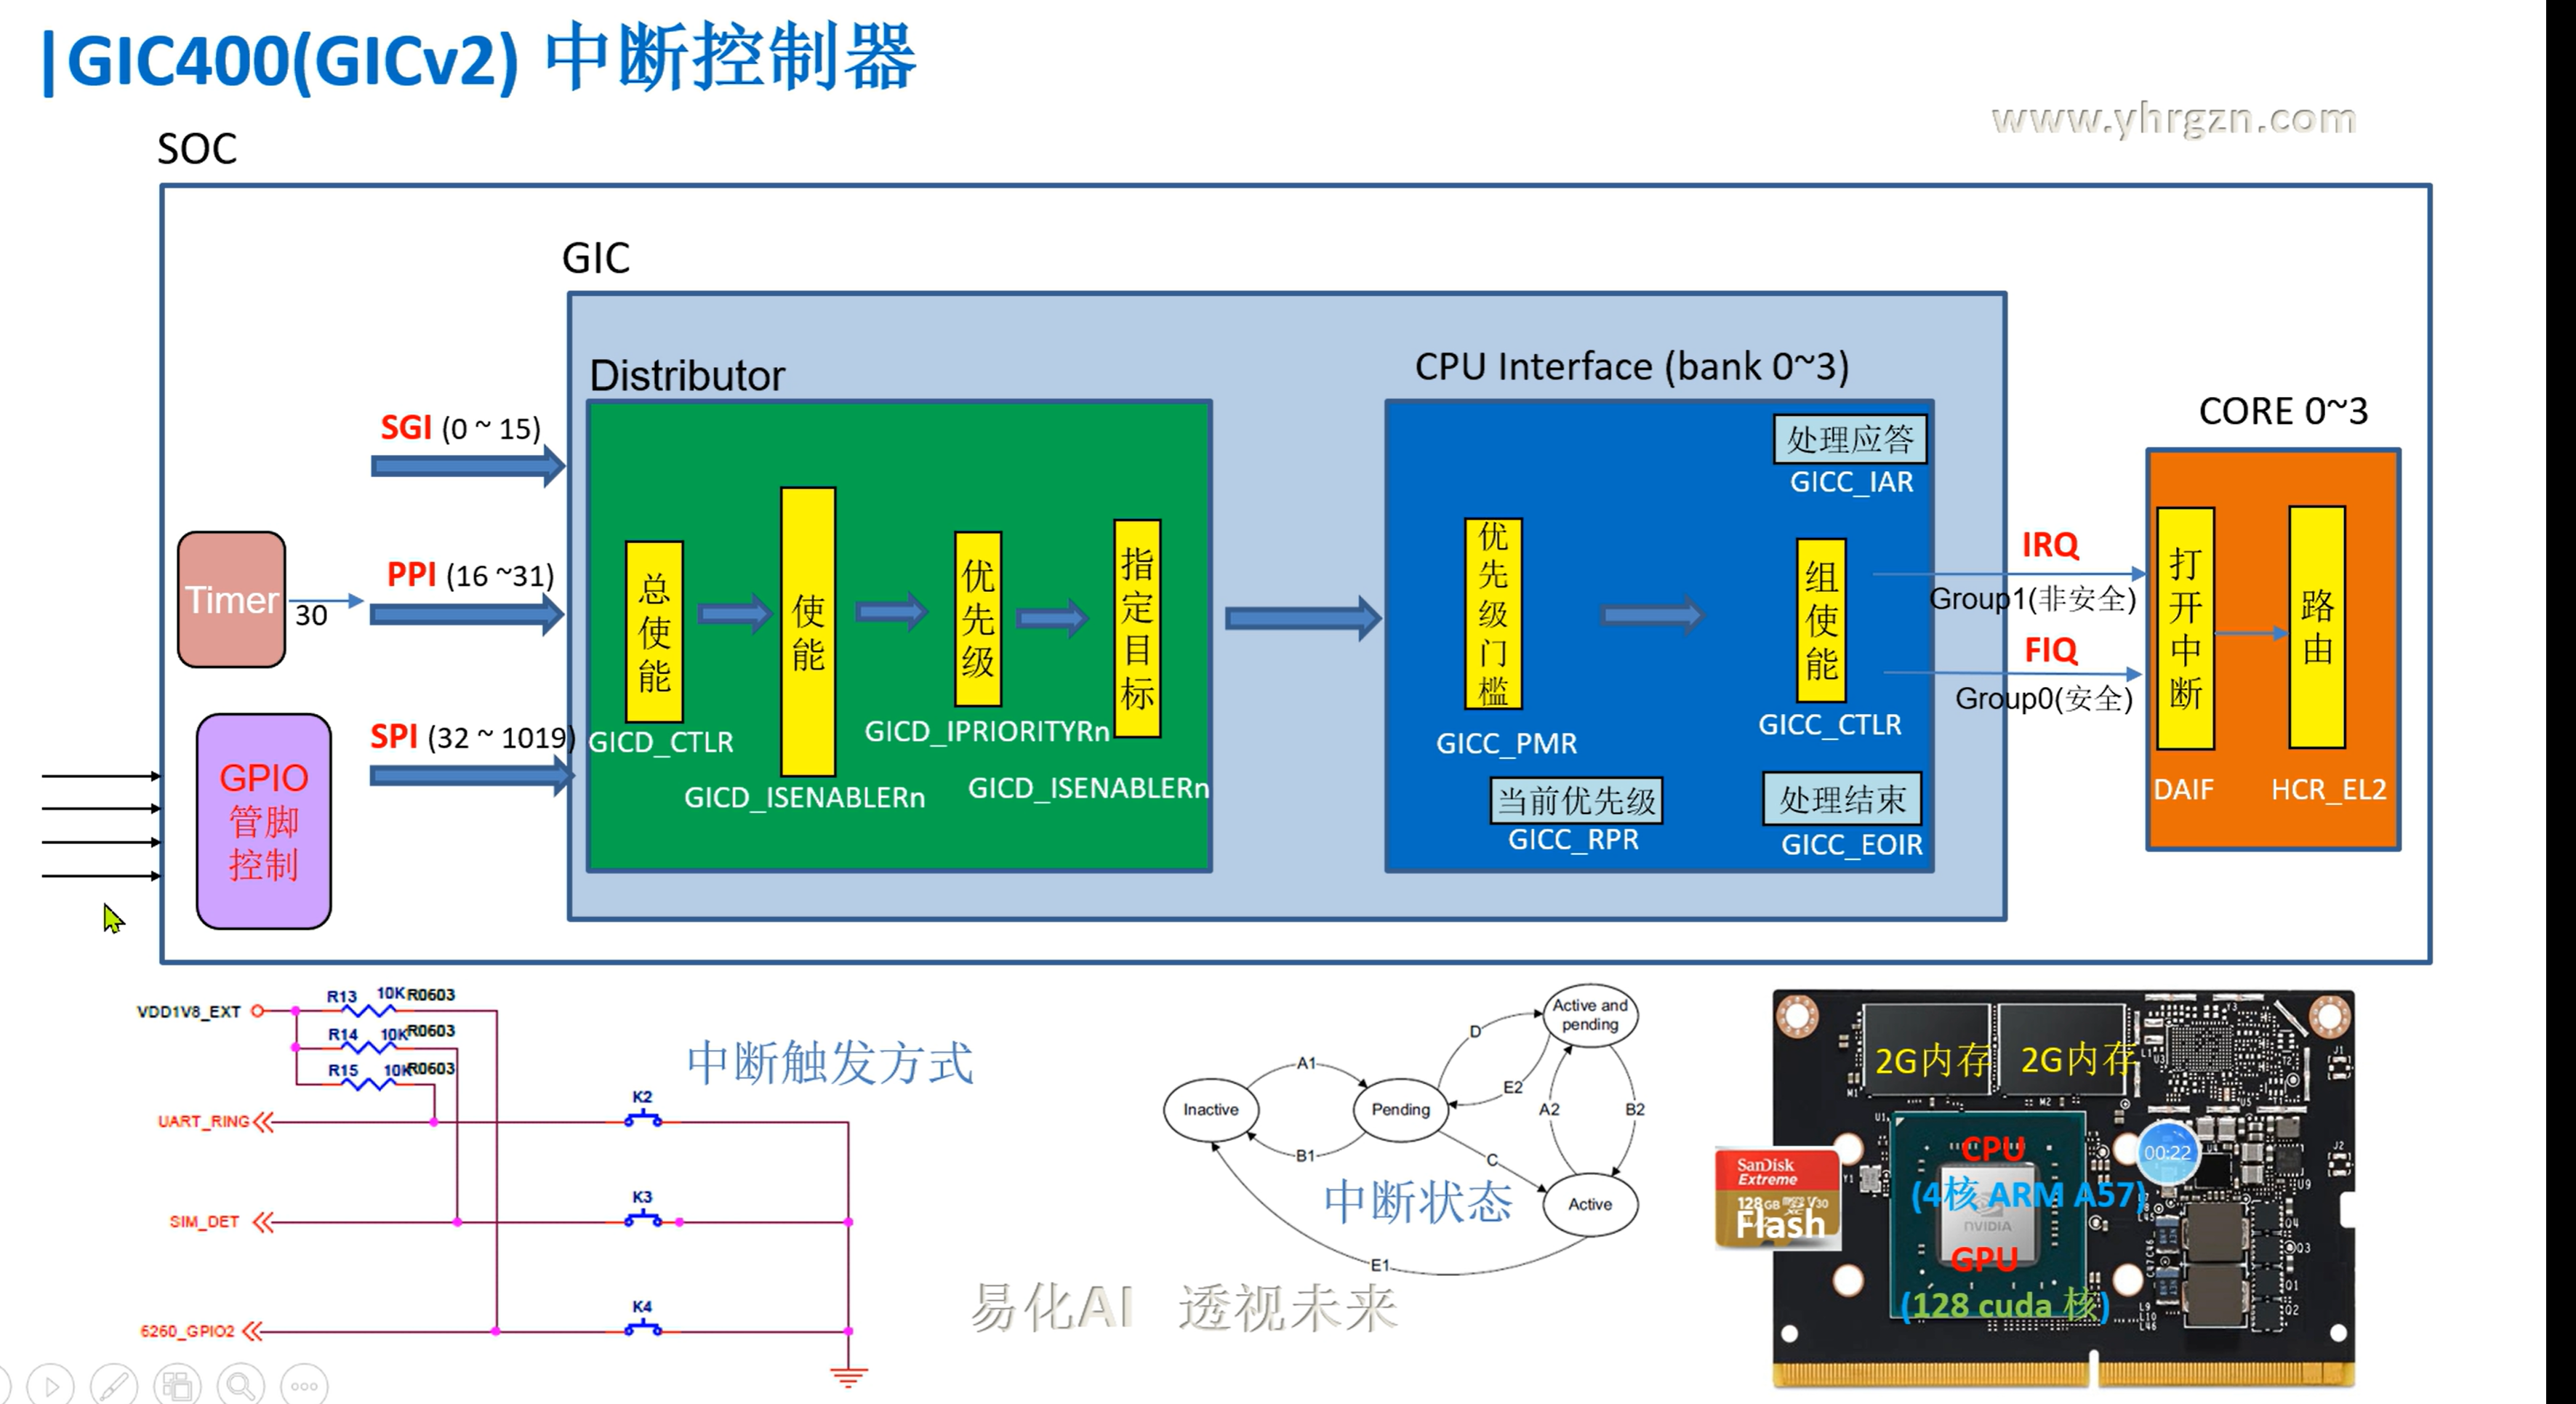 |GIC400(GICv2) 中断控制器
www.yhrgzn.com
SOC
GIC
Distributor
CPU Interface (bank 0~3)
CORE 0~3
SGI (0 ~ 15)
处理应答
GICC_IAR
Timer
30
PPI (16 ~31)
总使能
GICD_CTLR
使能
GICD_ISENABLERn
优先级
GICD_IPRIORITYRn
指定目标
GICD_ISENABLERn
优先级门槛
GICC_PMR
组使能
GICC_CTLR
IRQ
Group1(非安全)
FIQ
Group0(安全)
打开中断
DAIF
路由
HCR_EL2
GPIO
管脚
控制
SPI (32 ~ 1019)
当前优先级
GICC_RPR
处理结束
GICC_EOIR
VDD1V8_EXT
R13 10K R0603
R14 10K R0603
R15 10K R0603
中断触发方式
UART_RING
K2
SIM_DET
K3
6260_GPIO2
K4
Active and
pending
D
A1
E2
Inactive
Pending
A2
B2
B1
C
Active
E1
中断状态
易化AI 透视未来
2G内存
2G内存
SanDisk
Extreme
128GB
Flash
CPU
(4核 ARM A57)
NVIDIA
GPU
(128 cuda 核)
00:22